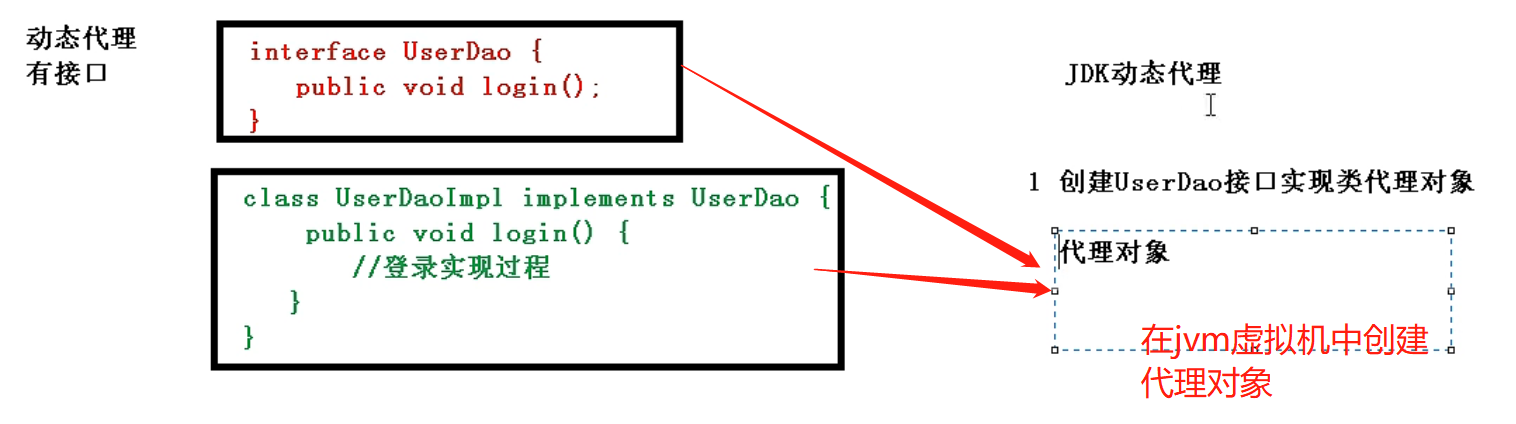 动态代理
有接口
interface UserDao {
public void login();
}
class UserDaoImpl implements UserDao {
public void login() {
//登录实现过程
}
}
JDK动态代理
1 创建UserDao接口实现类代理对象
代理对象
在jvm虚拟机中创建
代理对象